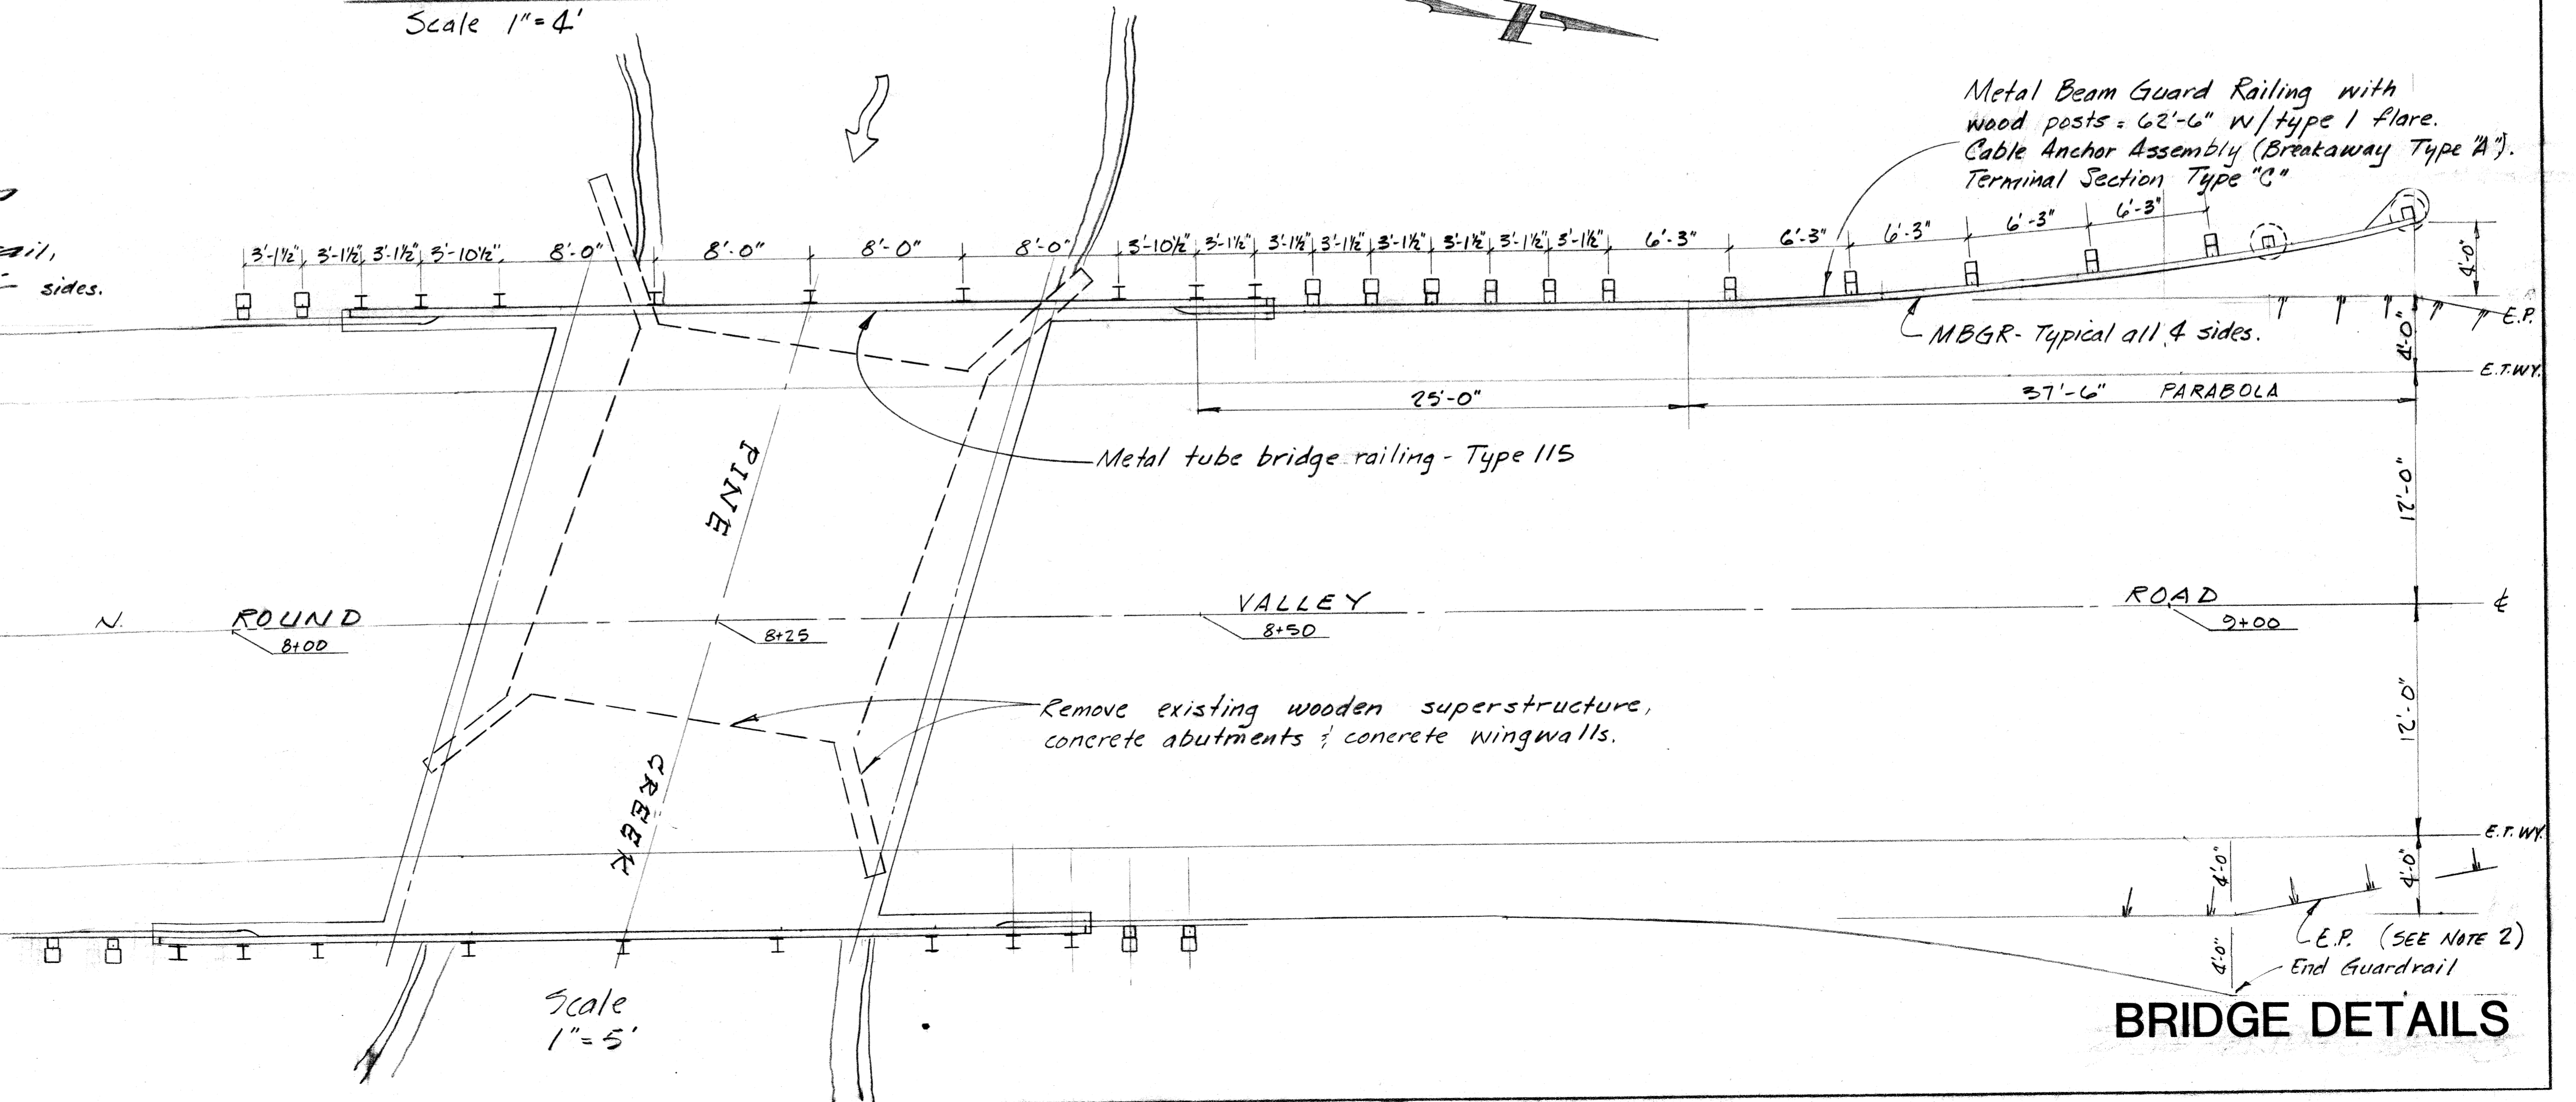 Scale 1"=4'
Metal Beam Guard Railing with
wood posts = 62'-6" w/type 1 flare.
Cable Anchor Assembly (Breakaway Type "A").
Terminal Section Type "C"
sides.
3'-1½" 3'-1½" 3'-1½" 3'-10½" 8'-0" 8'-0" 8'-0" 8'-0" 3'-10½" 3'-1½" 3'-1½" 3'-1½" 3'-1½" 3'-1½" 3'-1½" 3'-1½" 6'-3" 6'-3" 6'-3" 6'-3" 6'-3"
4'-0"
E.P.
MBGR- Typical all 4 sides.
4'-0"
E.T.WY.
25'-0"
37'-6" PARABOLA
Metal tube bridge railing - Type 115
12'-0"
PINE
N. ROUND VALLEY ROAD ℄
8+00 8+25 8+50 9+00
Remove existing wooden superstructure,
concrete abutments & concrete wingwalls.
12'-0"
CREEK
E.T.WY.
4'-0" 4'-0"
E.P. (SEE NOTE 2)
4'-0"
End Guardrail
Scale
1"=5'
BRIDGE DETAILS